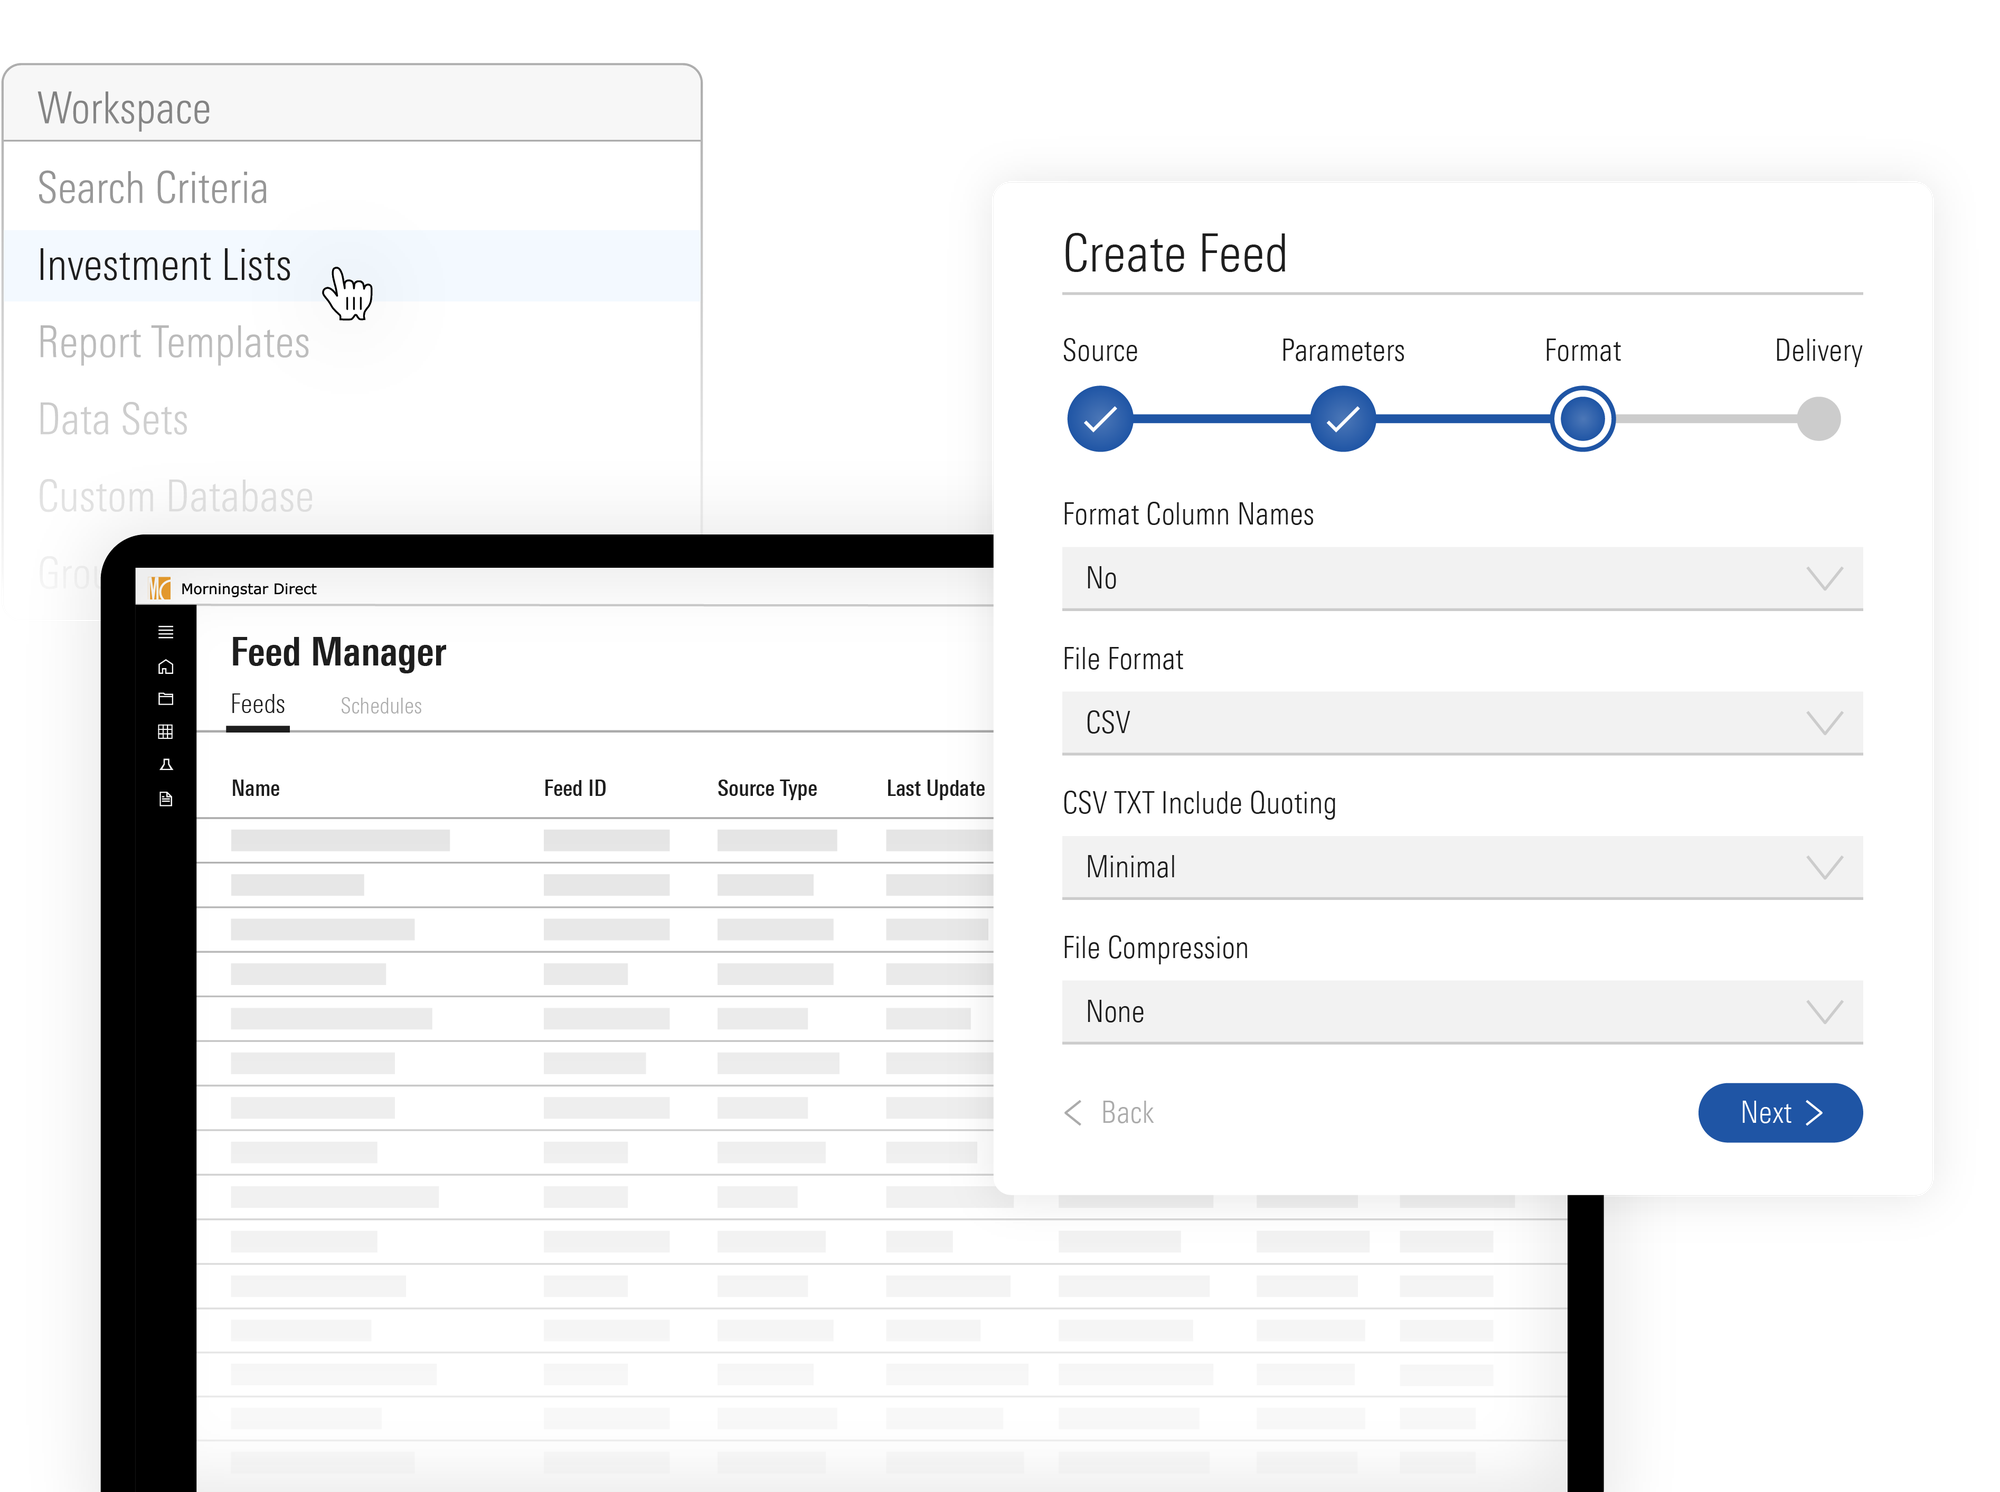 Workspace
Search Criteria
Investment Lists
Report Templates
Data Sets
Custom Database
Morningstar Direct
Feed Manager
Feeds Schedules
Name Feed ID Source Type Last Update
Create Feed
Source Parameters Format Delivery
Format Column Names
No
File Format
CSV
CSV TXT Include Quoting
Minimal
File Compression
None
Back Next